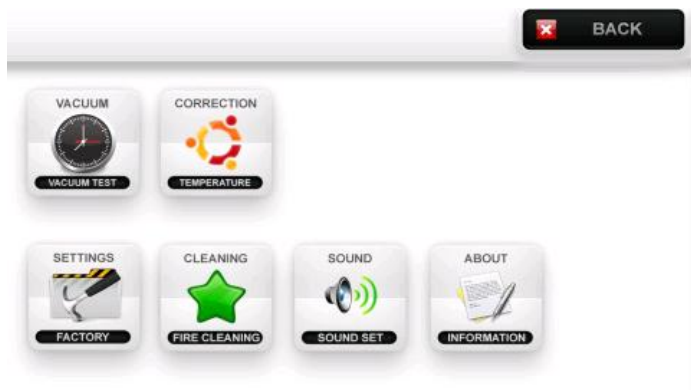 BACK
VACUUM
VACUUM TEST
CORRECTION
TEMPERATURE
SETTINGS
FACTORY
CLEANING
FIRE CLEANING
SOUND
SOUND SET
ABOUT
INFORMATION